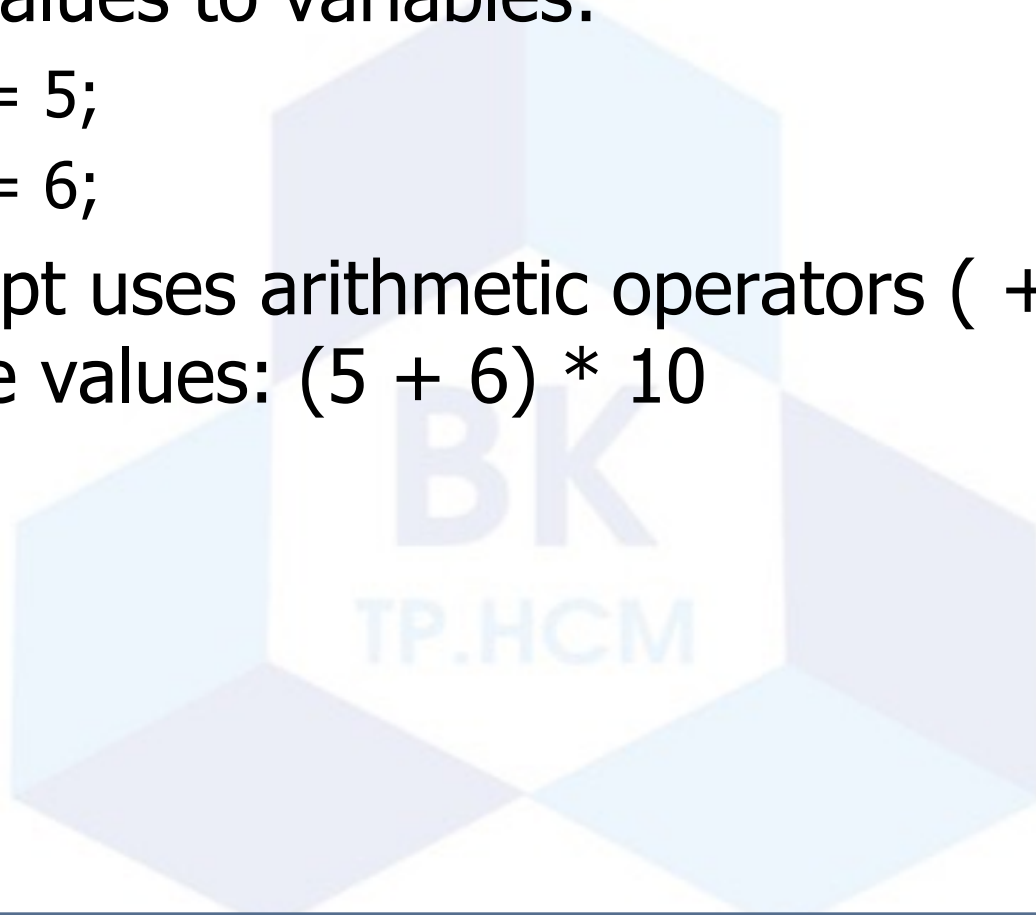 alues to variables.
= 5;
= 6;
pt uses arithmetic operators ( +
e values: (5 + 6) * 10
BK
TP.HCM